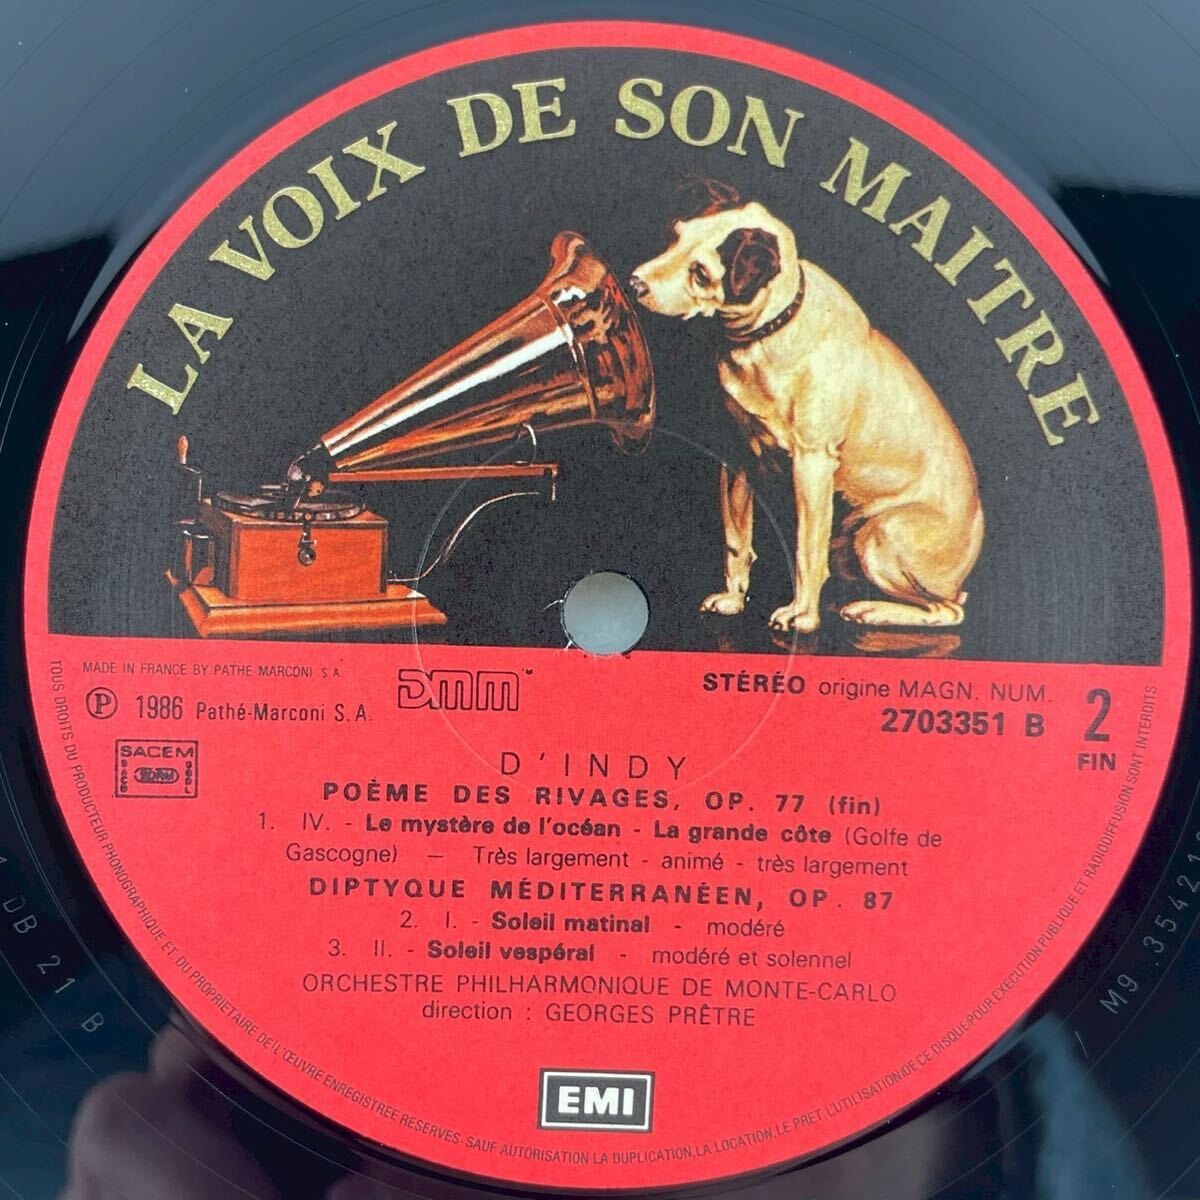 LA VOIX DE SON MAITRE
MADE IN FRANCE BY PATHE MARCONI S A
℗ 1986 Pathé-Marconi S.A.
DMM
STÉRÉO origine MAGN. NUM.
2703351 B
2
FIN
SACEM
D'INDY
POÈME DES RIVAGES, OP. 77 (fin)
1. IV. - Le mystère de l'océan - La grande côte (Golfe de
Gascogne) — Très largement - animé - très largement
DIPTYQUE MÉDITERRANÉEN, OP. 87
2. I. - Soleil matinal - modéré
3. II. - Soleil vespéral - modéré et solennel
ORCHESTRE PHILHARMONIQUE DE MONTE-CARLO
direction : GEORGES PRÊTRE
EMI
TOUS DROITS DU PRODUCTEUR PHONOGRAPHIQUE ET DU PROPRIETAIRE DE L'ŒUVRE ENREGISTREE RESERVES. SAUF AUTORISATION LA DUPLICATION, LA LOCATION, LE PRET, L'UTILISATION DE CE DISQUE POUR EXECUTION PUBLIQUE ET RADIODIFFUSION SONT INTERDITS
DB 21 B
M9 35421